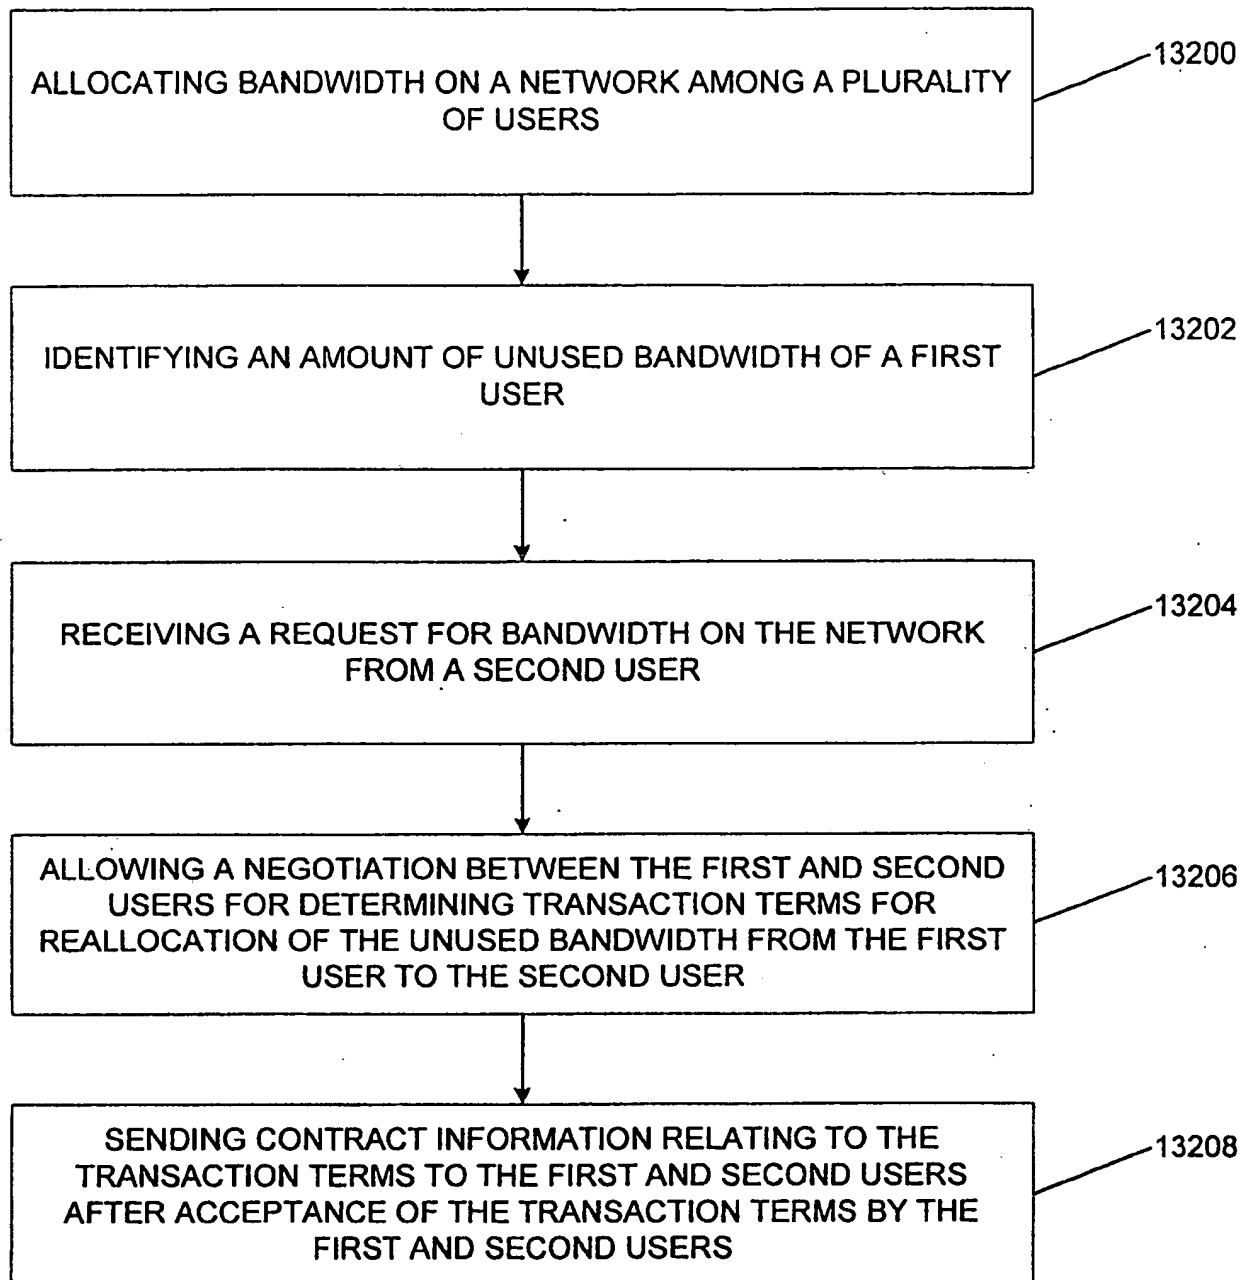 ALLOCATING BANDWIDTH ON A NETWORK AMONG A PLURALITY
OF USERS
13200
IDENTIFYING AN AMOUNT OF UNUSED BANDWIDTH OF A FIRST
USER
13202
RECEIVING A REQUEST FOR BANDWIDTH ON THE NETWORK
FROM A SECOND USER
13204
ALLOWING A NEGOTIATION BETWEEN THE FIRST AND SECOND
USERS FOR DETERMINING TRANSACTION TERMS FOR
REALLOCATION OF THE UNUSED BANDWIDTH FROM THE FIRST
USER TO THE SECOND USER
13206
SENDING CONTRACT INFORMATION RELATING TO THE
TRANSACTION TERMS TO THE FIRST AND SECOND USERS
AFTER ACCEPTANCE OF THE TRANSACTION TERMS BY THE
FIRST AND SECOND USERS
13208